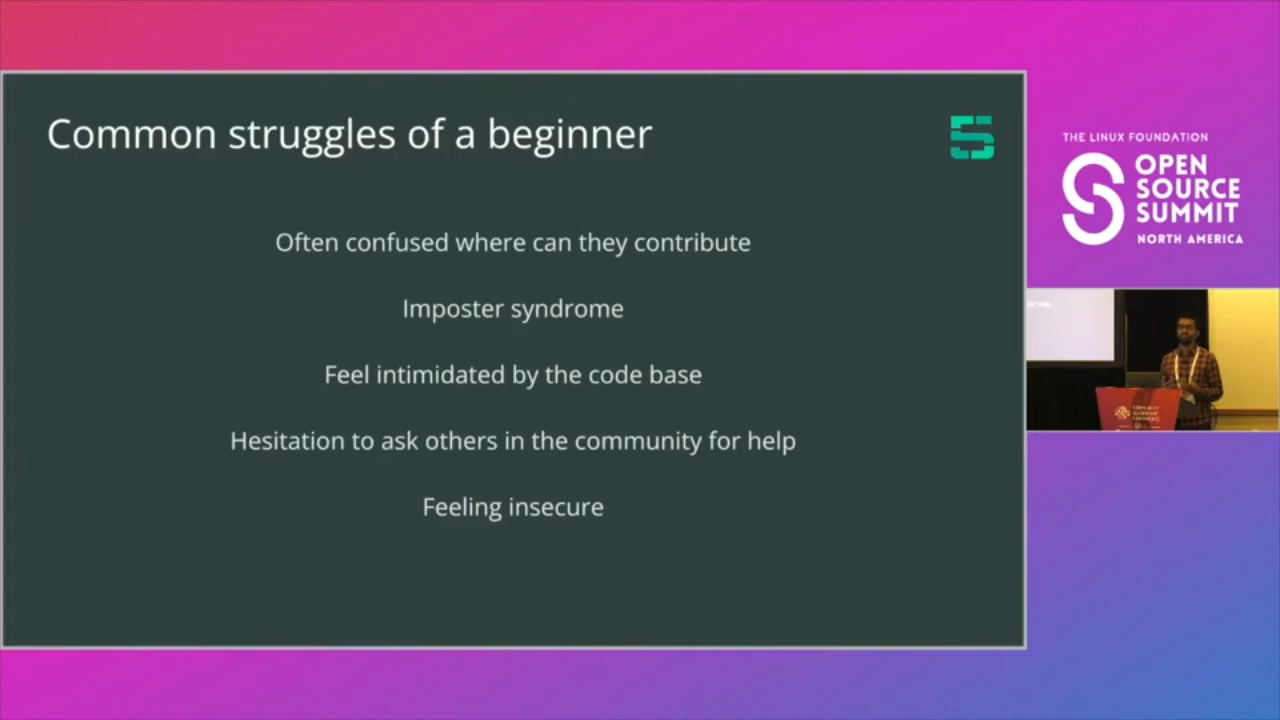 Common struggles of a beginner
Often confused where can they contribute
Imposter syndrome
Feel intimidated by the code base
Hesitation to ask others in the community for help
Feeling insecure
THE LINUX FOUNDATION
OPEN
SOURCE
SUMMIT
NORTH AMERICA